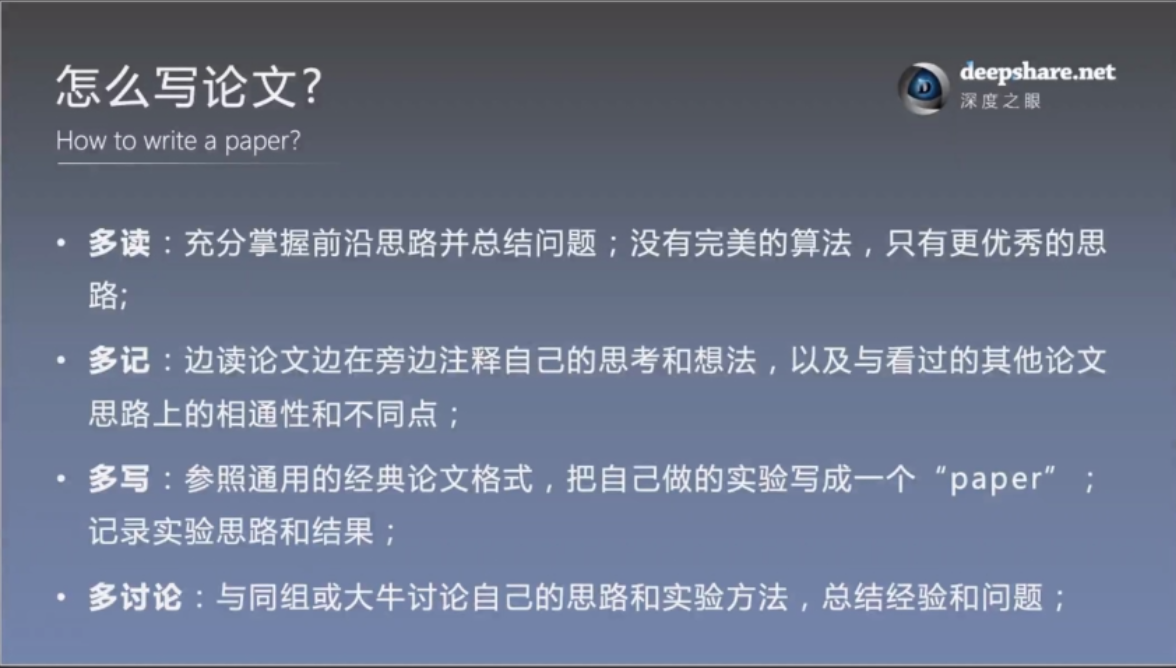 怎么写论文?
How to write a paper?
deepshare.net
深度之眼
• 多读：充分掌握前沿思路并总结问题；没有完美的算法，只有更优秀的思
路;
• 多记：边读论文边在旁边注释自己的思考和想法，以及与看过的其他论文
思路上的相通性和不同点；
• 多写：参照通用的经典论文格式，把自己做的实验写成一个“paper”；
记录实验思路和结果；
• 多讨论：与同组或大牛讨论自己的思路和实验方法，总结经验和问题；